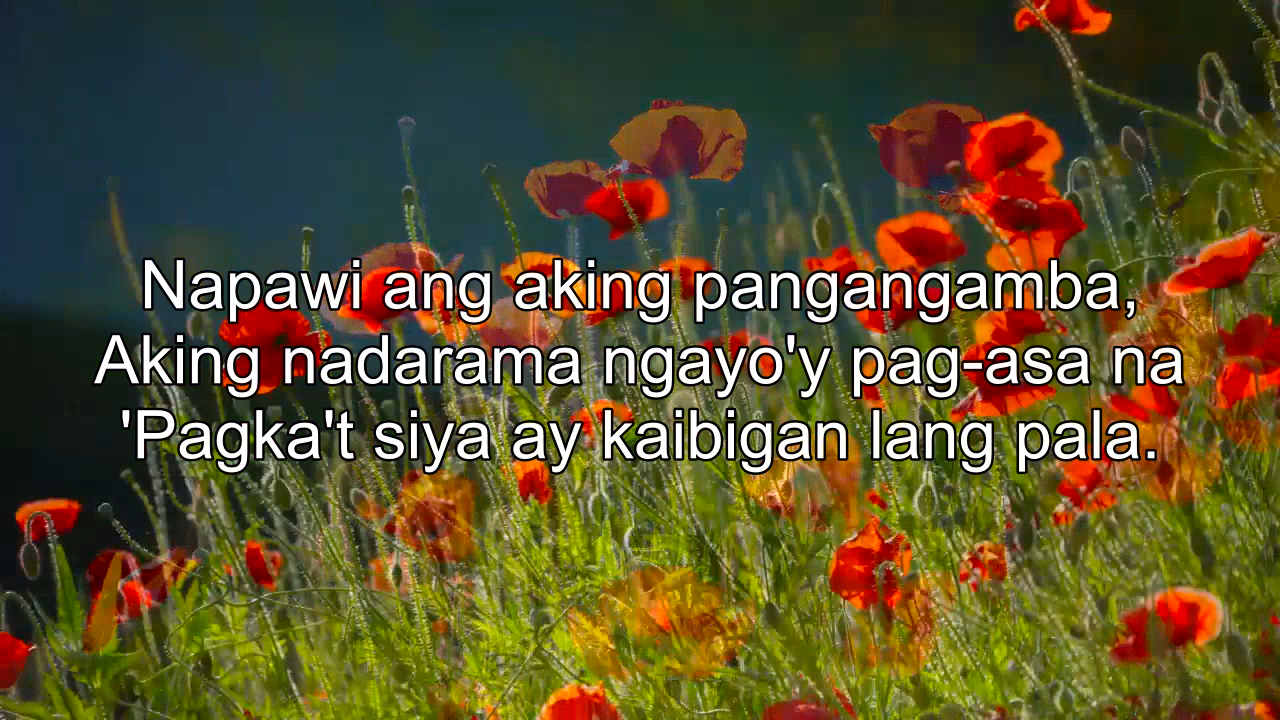 Napawi ang aking pangangamba,
Aking nadarama ngayo'y pag-asa na
'Pagka't siya ay kaibigan lang pala.